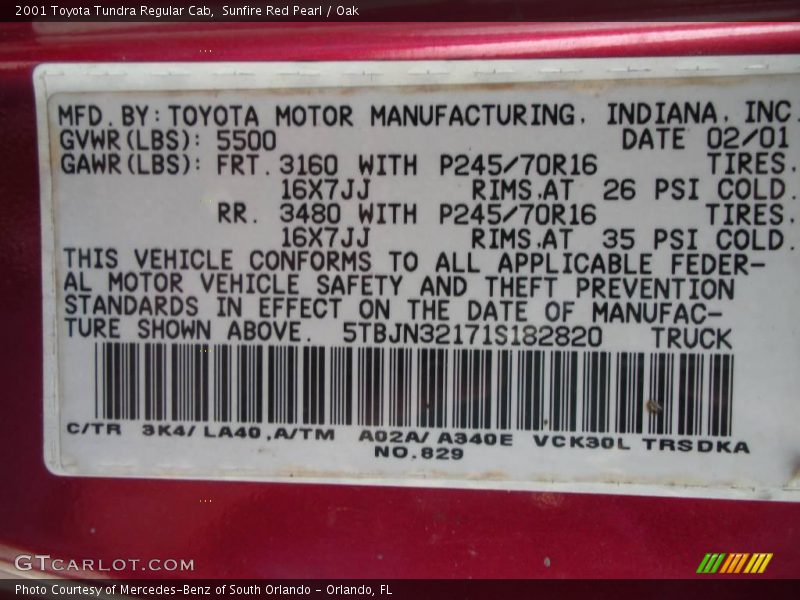 2001 Toyota Tundra Regular Cab,  Sunfire Red Pearl / Oak
MFD. BY: TOYOTA MOTOR MANUFACTURING. INDIANA. INC.
GVWR(LBS): 5500 DATE 02/01
GAWR(LBS): FRT. 3160 WITH P245/70R16 TIRES.
16X7JJ RIMS.AT 26 PSI COLD.
RR. 3480 WITH P245/70R16 TIRES.
16X7JJ RIMS.AT 35 PSI COLD.
THIS VEHICLE CONFORMS TO ALL APPLICABLE FEDER-
AL MOTOR VEHICLE SAFETY AND THEFT PREVENTION
STANDARDS IN EFFECT ON THE DATE OF MANUFAC-
TURE SHOWN ABOVE. 5TBJN32171S182820 TRUCK
C/TR 3K4/ LA40 ,A/TM A02A/ A340E VCK30L TRSDKA
NO.829
GTCARLOT.COM
Photo Courtesy of Mercedes-Benz of South Orlando - Orlando, FL